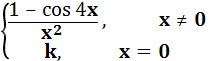 { (1 − cos 4x) / x² , x ≠ 0
k, x = 0